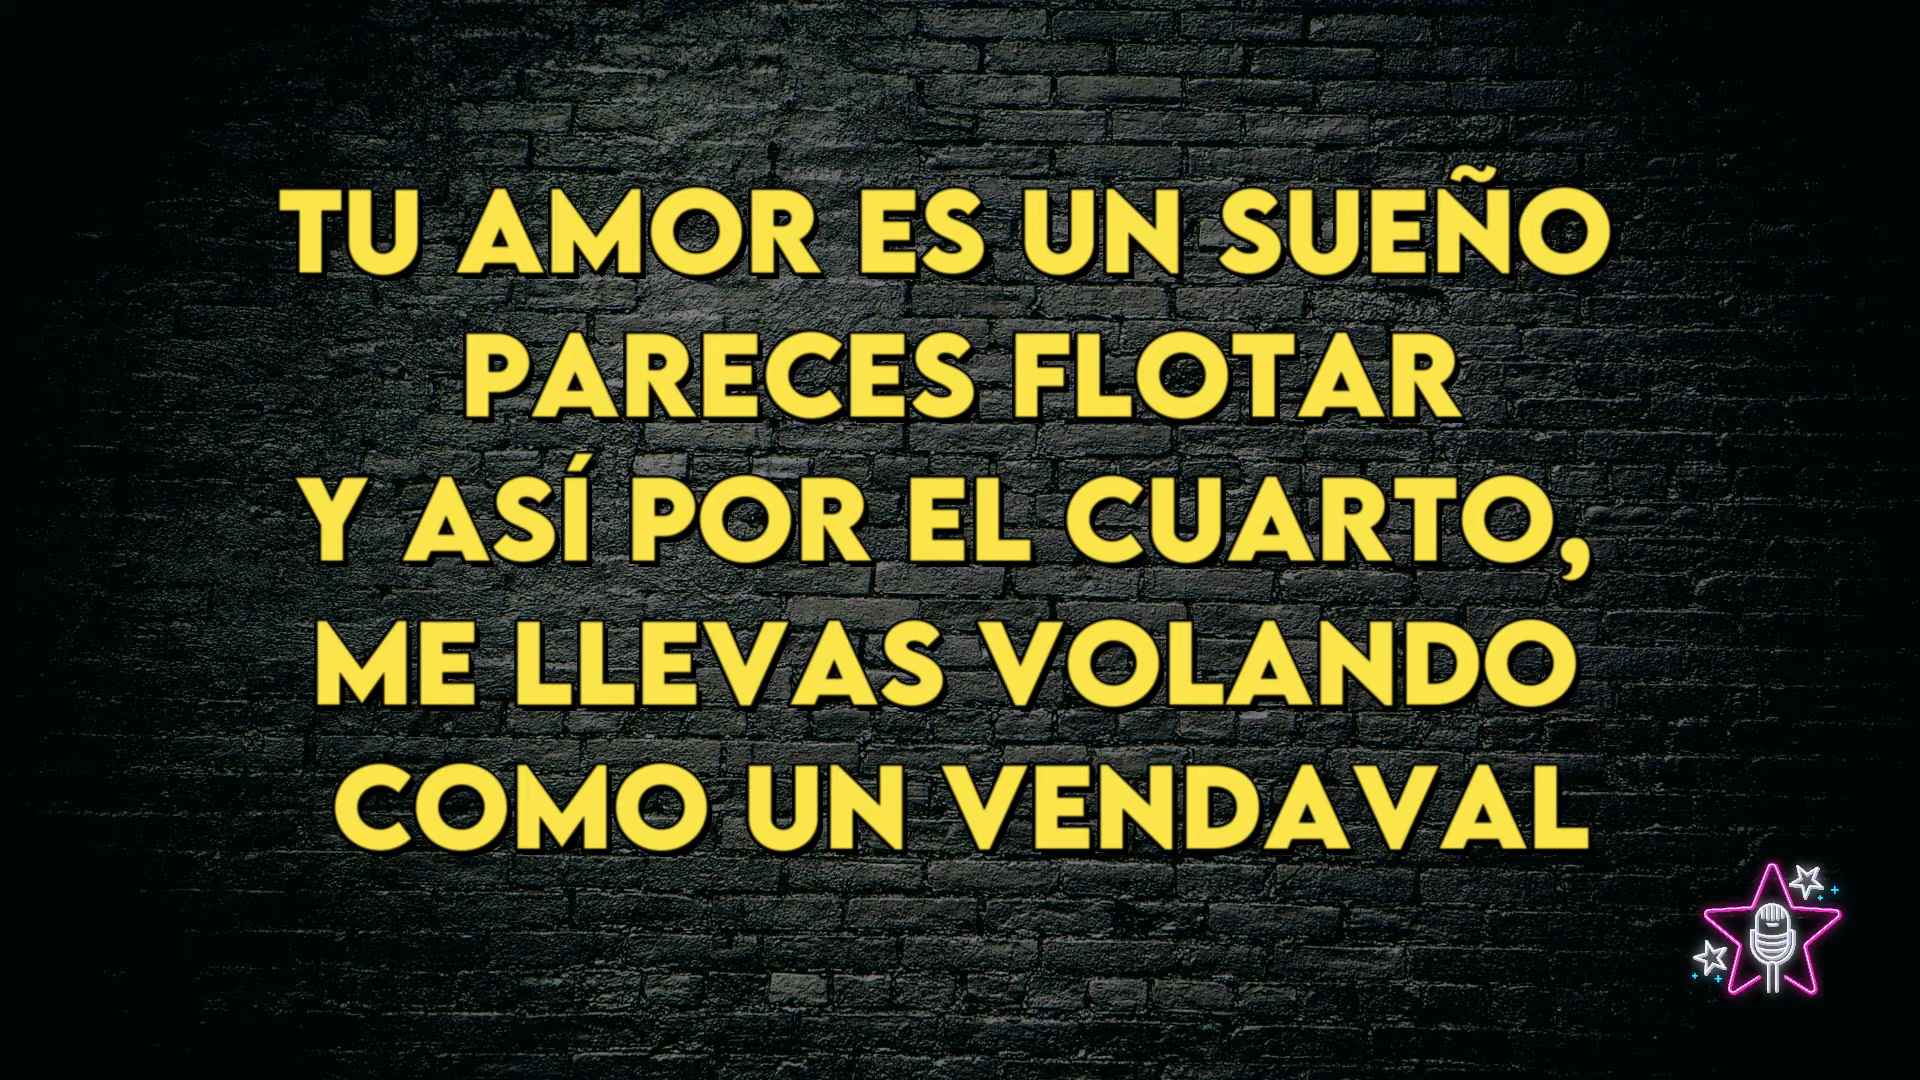 TU AMOR ES UN SUEÑO
PARECES FLOTAR
Y ASÍ POR EL CUARTO,
ME LLEVAS VOLANDO
COMO UN VENDAVAL